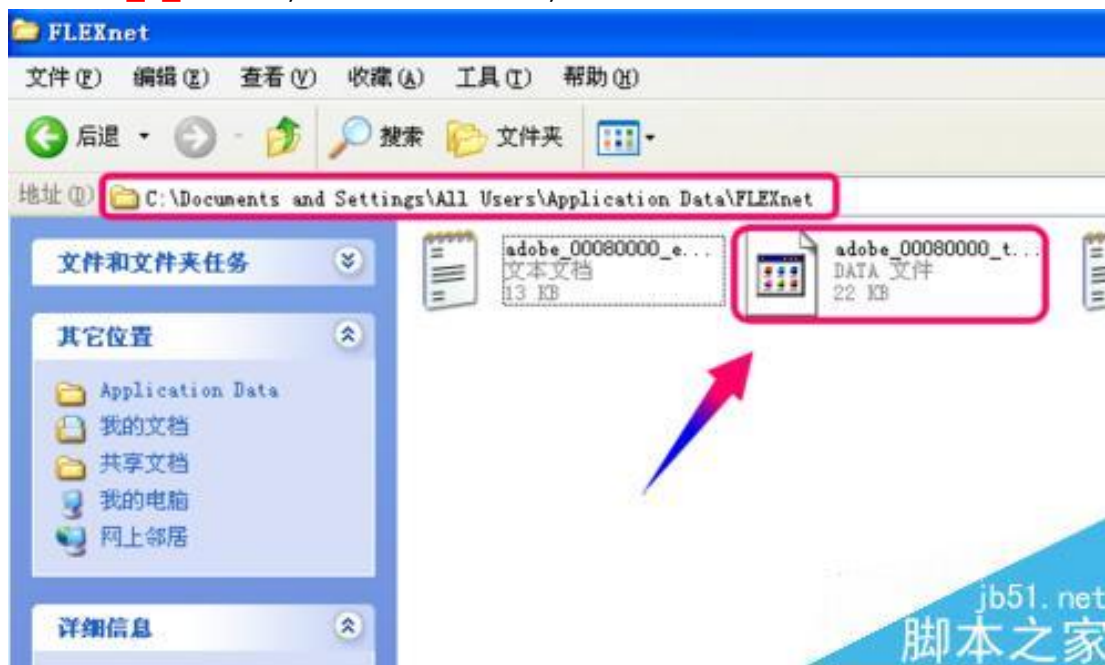 FLEXnet
文件(F) 编辑(E) 查看(V) 收藏(A) 工具(T) 帮助(H)
后退 搜索 文件夹
地址(D) C:\Documents and Settings\All Users\Application Data\FLEXnet
文件和文件夹任务
adobe_00080000_e...
文本文档
13 KB
adobe_00080000_t...
DATA 文件
22 KB
其它位置
Application Data
我的文档
共享文档
我的电脑
网上邻居
详细信息
jb51.net
脚本之家